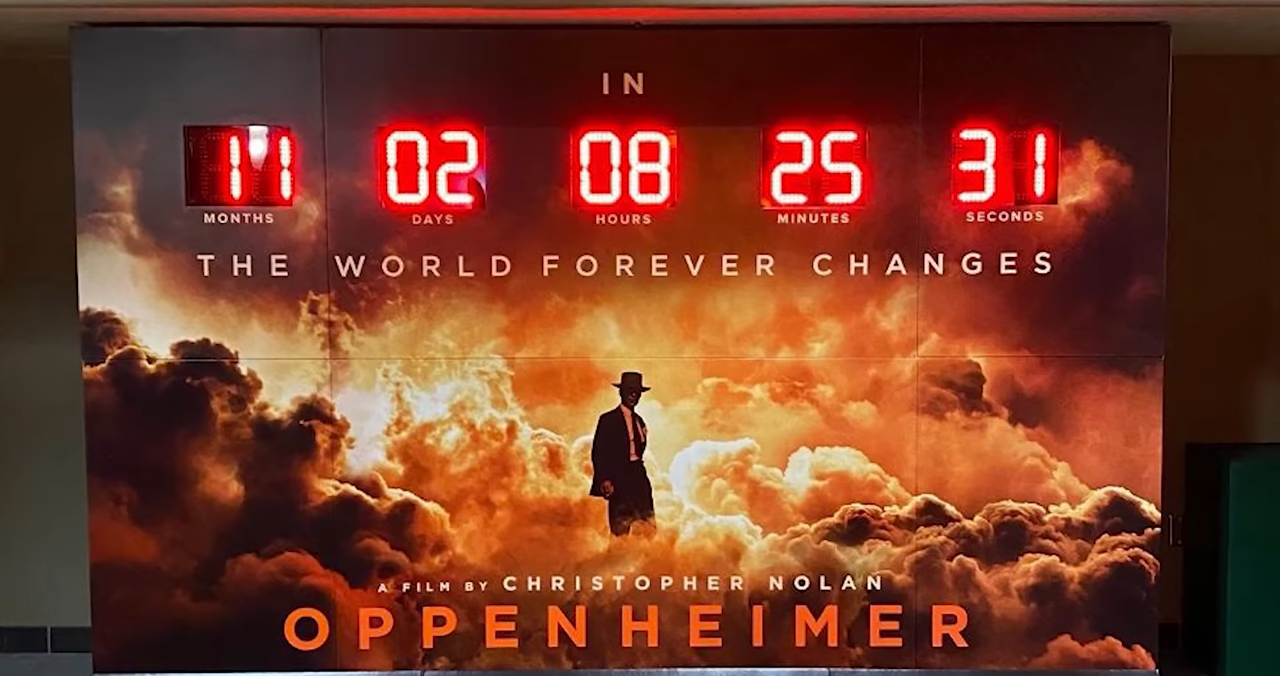 IN
11 02 08 25 31
MONTHS DAYS HOURS MINUTES SECONDS
THE WORLD FOREVER CHANGES
A FILM BY CHRISTOPHER NOLAN
OPPENHEIMER